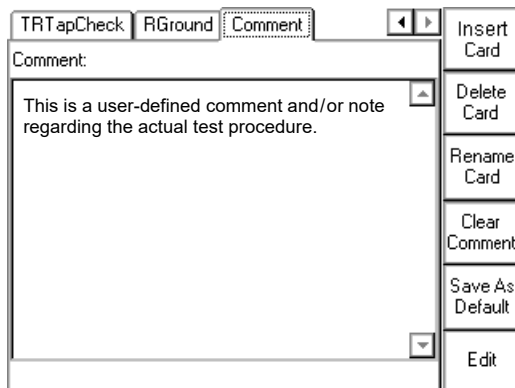 TRTapCheck RGround Comment
Comment:
This is a user-defined comment and/or note
regarding the actual test procedure.
Insert
Card
Delete
Card
Rename
Card
Clear
Comment
Save As
Default
Edit